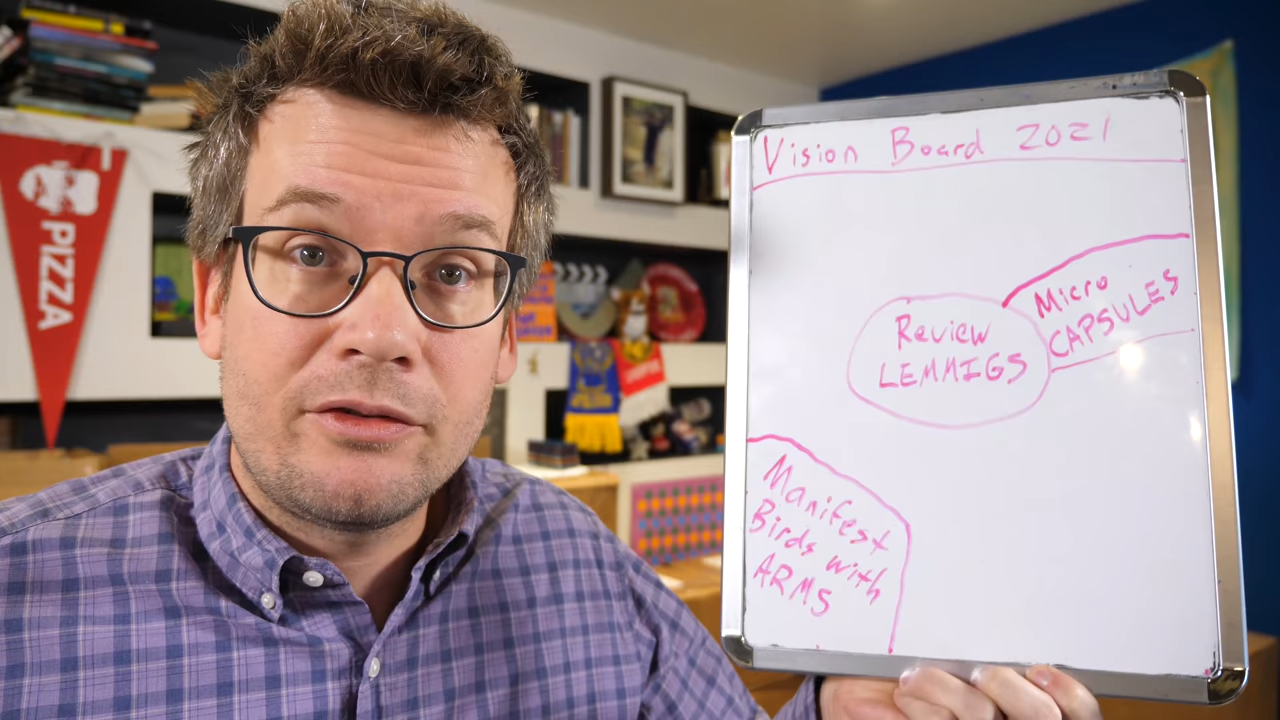 PIZZA
Vision Board 2021
Micro
CAPSULES
Review
LEMMIGS
Manifest
Birds with
ARMS